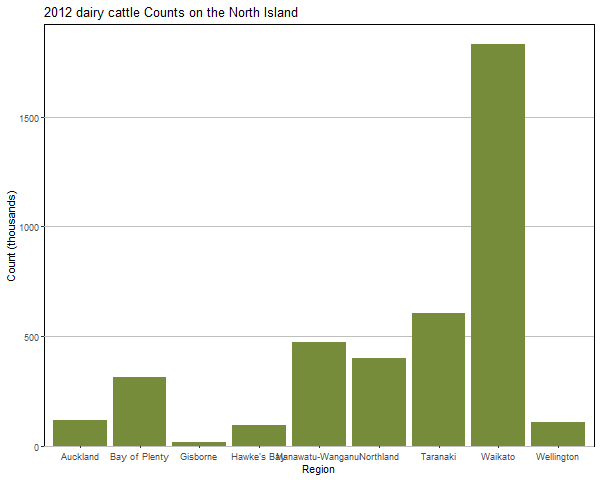 2012 dairy cattle Counts on the North Island
Count (thousands)
1500
1000
500
0
Auckland Bay of Plenty Gisborne Hawke's Bay Manawatu-Wanganui Northland Taranaki Waikato Wellington
Region